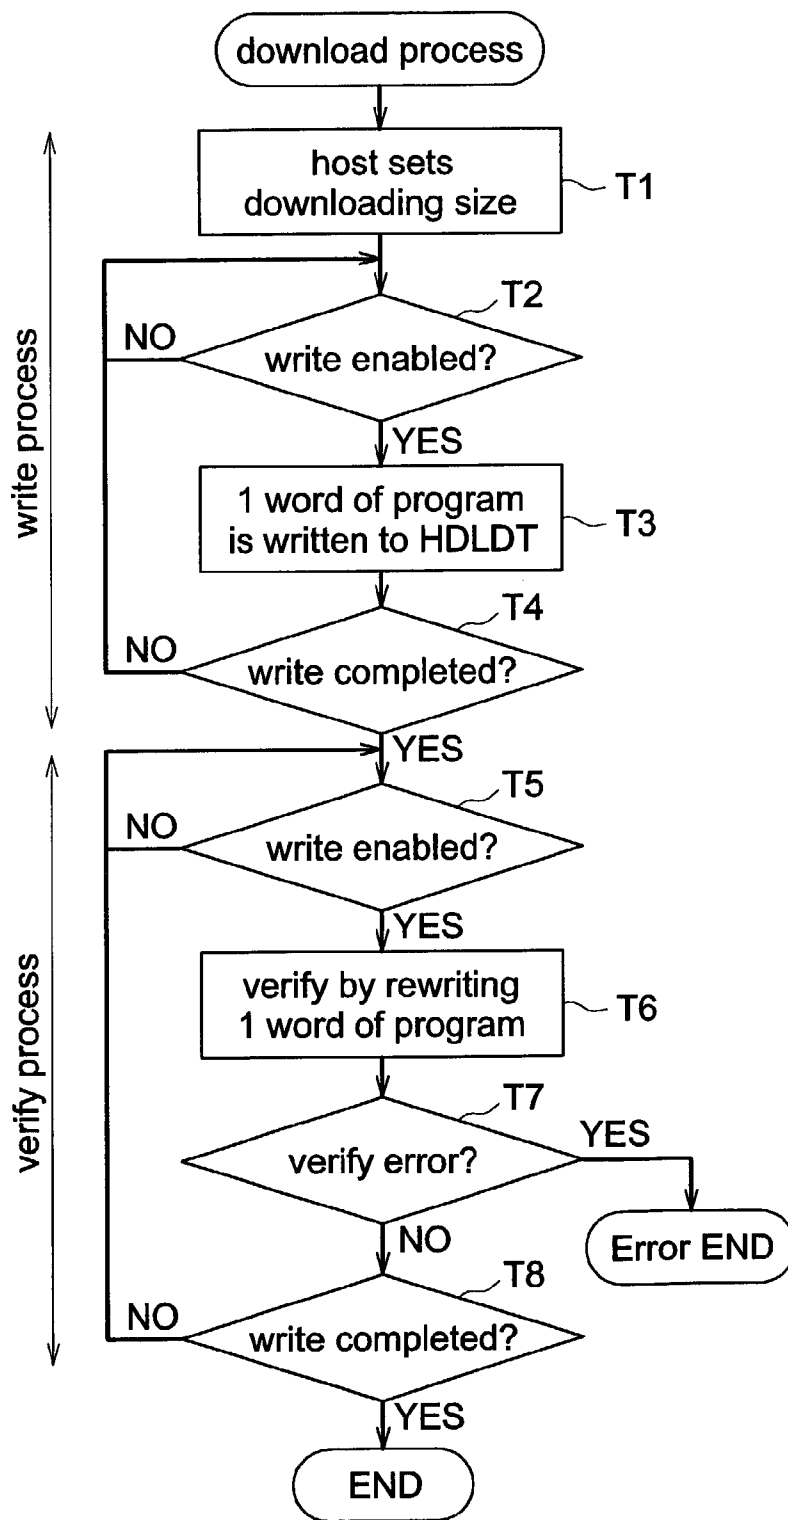 download process
host sets
downloading size
T1
T2
NO
write enabled?
YES
1 word of program
is written to HDLDT
T3
T4
NO
write completed?
YES
write process
T5
NO
write enabled?
YES
verify by rewriting
1 word of program
T6
T7
YES
verify error?
NO
Error END
T8
NO
write completed?
YES
verify process
END